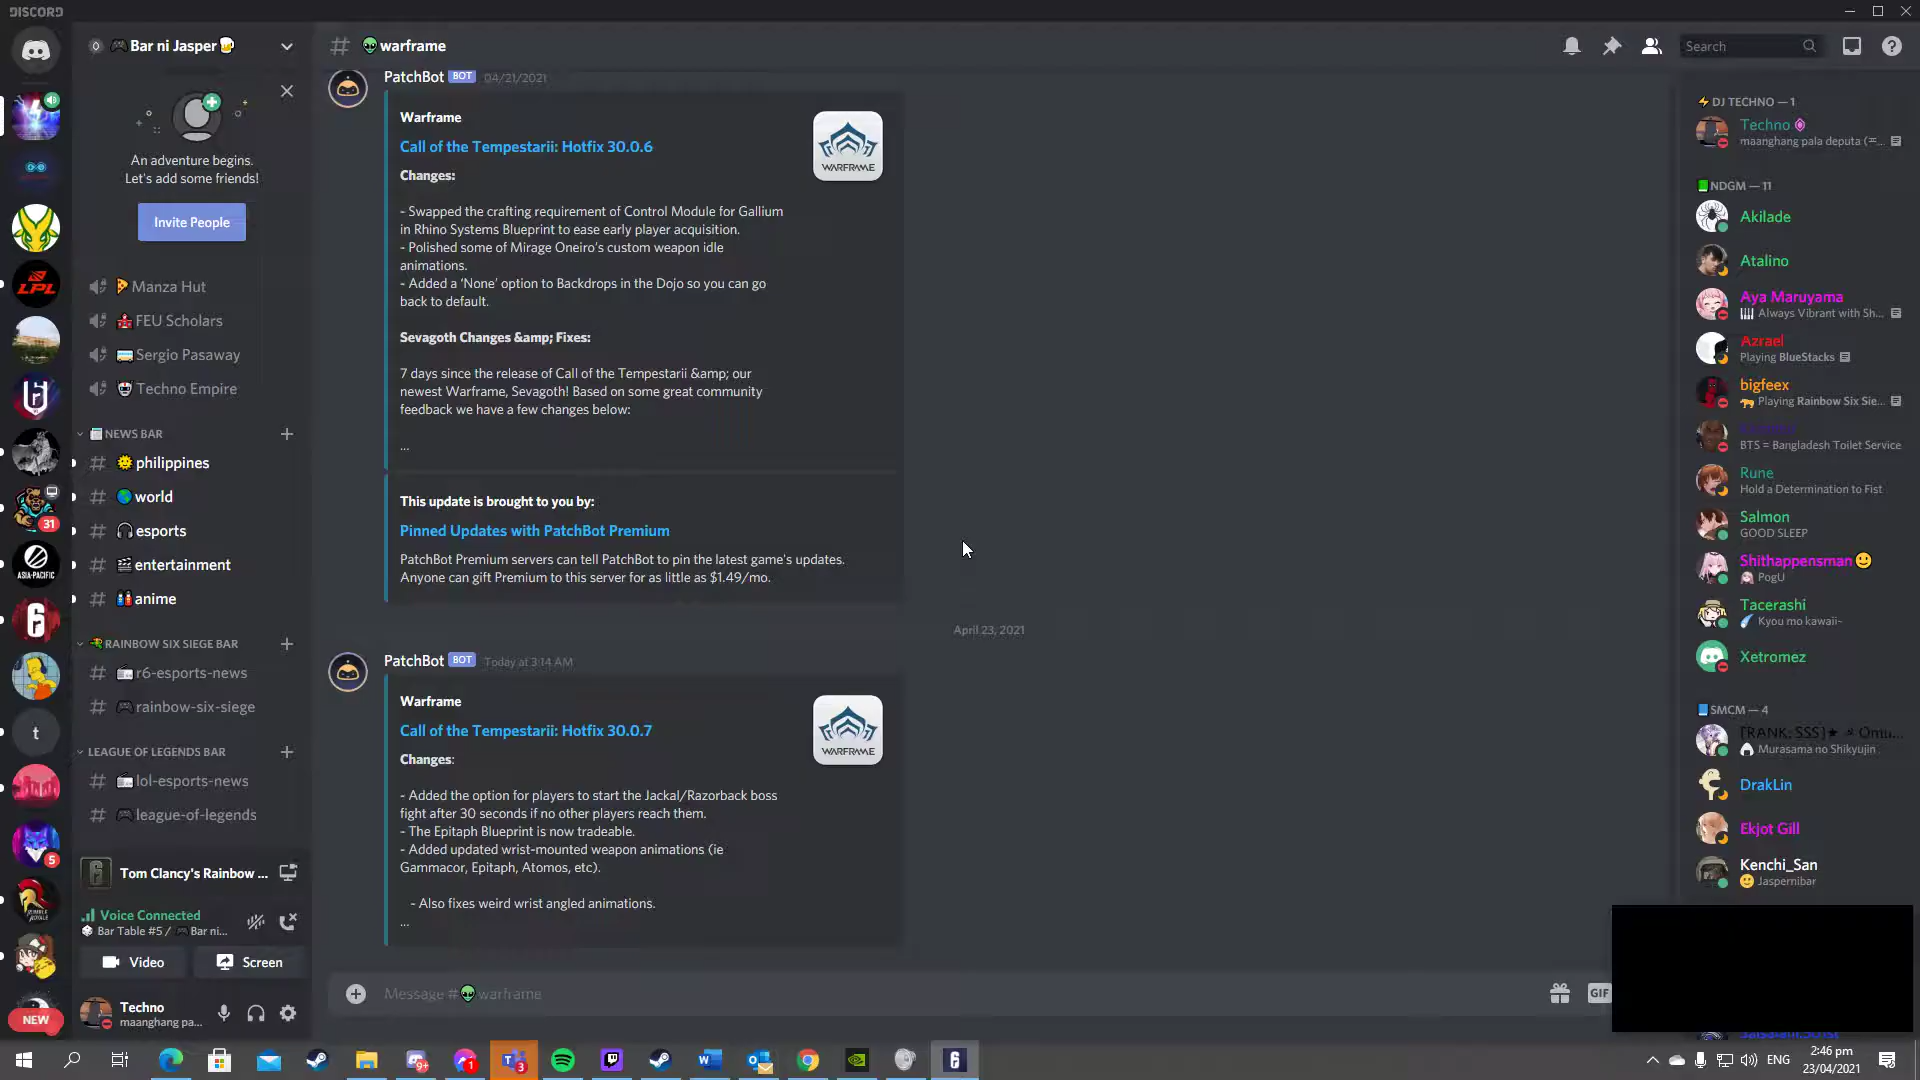 DISCORD
Bar ni Jasper
An adventure begins.
Let's add some friends!
Invite People
Manza Hut
FEU Scholars
Sergio Pasaway
Techno Empire
NEWS BAR
philippines
world
esports
entertainment
anime
RAINBOW SIX SIEGE BAR
r6-esports-news
rainbow-six-siege
LEAGUE OF LEGENDS BAR
lol-esports-news
league-of-legends
Tom Clancy's Rainbow ...
Voice Connected
Bar Table #5 / Bar ni...
Video
Screen
Techno
maanghang pa...
LPL
31
ASIA-PACIFIC
6
t
5
NEW
# warframe
Search
PatchBot BOT 04/21/2021
Warframe
Call of the Tempestarii: Hotfix 30.0.6
WARFRAME
Changes:
- Swapped the crafting requirement of Control Module for Gallium
in Rhino Systems Blueprint to ease early player acquisition.
- Polished some of Mirage Oneiro's custom weapon idle
animations.
- Added a 'None' option to Backdrops in the Dojo so you can go
back to default.
Sevagoth Changes &amp; Fixes:
7 days since the release of Call of the Tempestarii &amp; our
newest Warframe, Sevagoth! Based on some great community
feedback we have a few changes below:
...
This update is brought to you by:
Pinned Updates with PatchBot Premium
PatchBot Premium servers can tell PatchBot to pin the latest game's updates.
Anyone can gift Premium to this server for as little as $1.49/mo.
April 23, 2021
PatchBot BOT Today at 3:14 AM
Warframe
Call of the Tempestarii: Hotfix 30.0.7
WARFRAME
Changes:
- Added the option for players to start the Jackal/Razorback boss
fight after 30 seconds if no other players reach them.
- The Epitaph Blueprint is now tradeable.
- Added updated wrist-mounted weapon animations (ie
Gammacor, Epitaph, Atomos, etc).
- Also fixes weird wrist angled animations.
...
Message # warframe
GIF
DJ TECHNO — 1
Techno
maanghang pala deputa
NDGM — 11
Akilade
Atalino
Aya Maruyama
Always Vibrant with Sh...
Azrael
Playing BlueStacks
bigfeex
Playing Rainbow Six Sie...
BTS = Bangladesh Toilet Service
Rune
Hold a Determination to Fist
Salmon
GOOD SLEEP
Shithappensman
PogU
Tacerashi
Kyou mo kawaii~
Xetromez
SMCM — 4
[RANK: SSS]★ Omu...
Murasama no Shikyujin
DrakLin
Ekjot Gill
Kenchi_San
Jaspernibar
9+
1
3
ENG
2:46 pm
23/04/2021